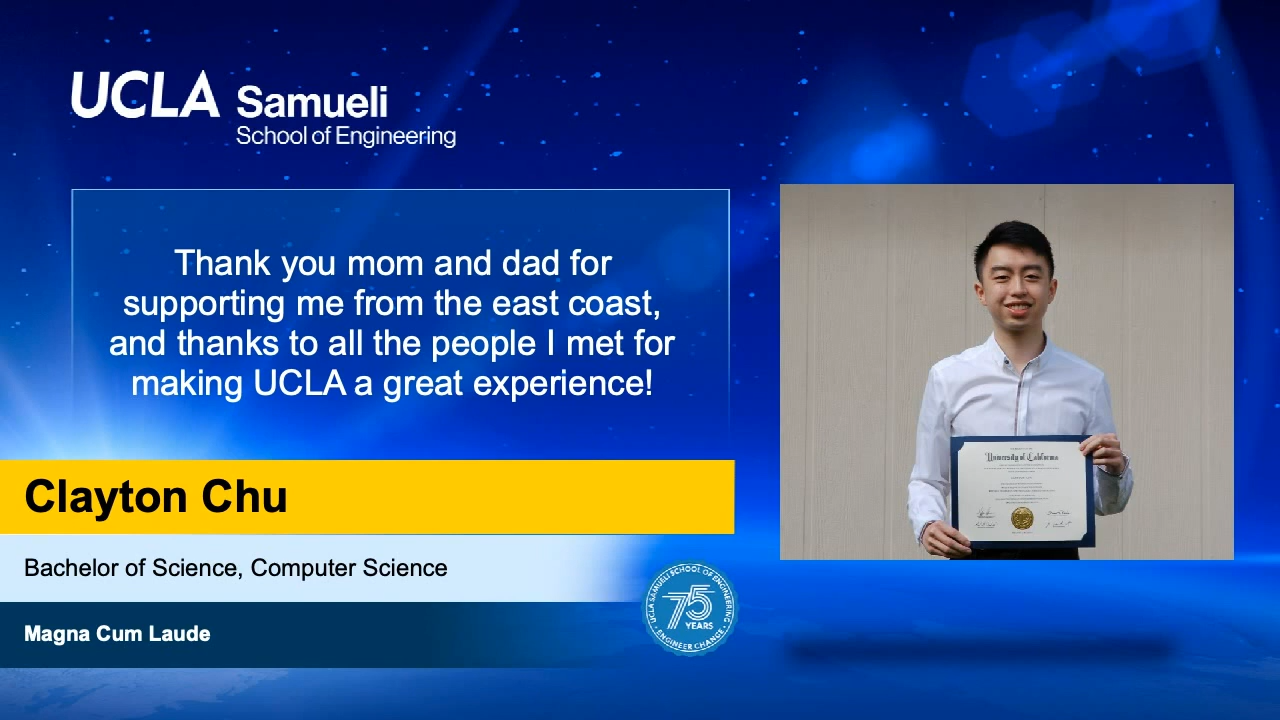 UCLA Samueli
School of Engineering
Thank you mom and dad for
supporting me from the east coast,
and thanks to all the people I met for
making UCLA a great experience!
University of California
Clayton Chu
Bachelor of Science, Computer Science
Magna Cum Laude
UCLA SAMUELI SCHOOL OF ENGINEERING
75
YEARS
ENGINEER CHANGE